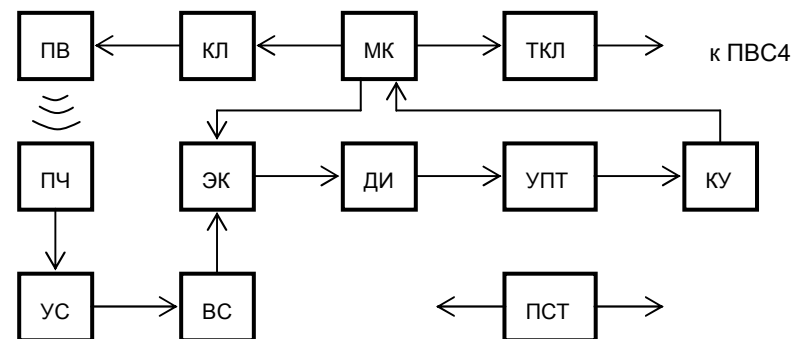 ПВ КЛ МК ТКЛ к ПВС4
ПЧ ЭК ДИ УПТ КУ
УС ВС ПСТ